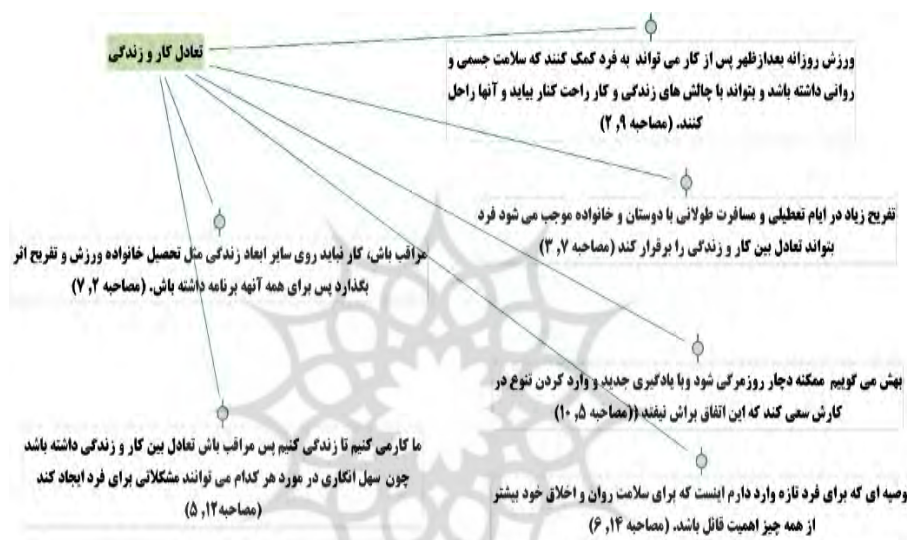 تعادل کار و زندگی
ورزش روزانه بعدازظهر پس از کار می تواند به فرد کمک کنند که سلامت جسمی و
روانی داشته باشد و بتواند با چالش های زندگی و کار راحت کنار بیاید و آنها راحل
کنند. (مصاحبه ۹, ۲)
تفریح زیاد در ایام تعطیلی و مسافرت طولانی با دوستان و خانواده موجب می شود فرد
بتواند تعادل بین کار و زندگی را برقرار کند (مصاحبه ۷, ۳)
مراقب باش، کار نباید روی سایر ابعاد زندگی مثل تحصیل خانواده ورزش و تفریح اثر
بگذارد پس برای همه آنهه برنامه داشته باش. (مصاحبه ۲, ۷)
بهش می گوییم ممکنه دچار روزمرگی شود وبا یادگیری جدید و وارد کردن تنوع در
کارش سعی کند که این اتفاق براش نیفتد ((مصاحبه ۵, ۱۰)
ما کارمی کنیم تا زندگی کنیم پس مراقب باش تعادل بین کار و زندگی داشته باشد
چون سهل انگاری در مورد هر کدام می توانند مشکلاتی برای فرد ایجاد کند
(مصاحبه۱۲, ۵)
وصیه ای که برای فرد تازه وارد دارم اینست که برای سلامت روان و اخلاق خود بیشتر
از همه چیز اهمیت قائل باشد. (مصاحبه ۱۴, ۶)